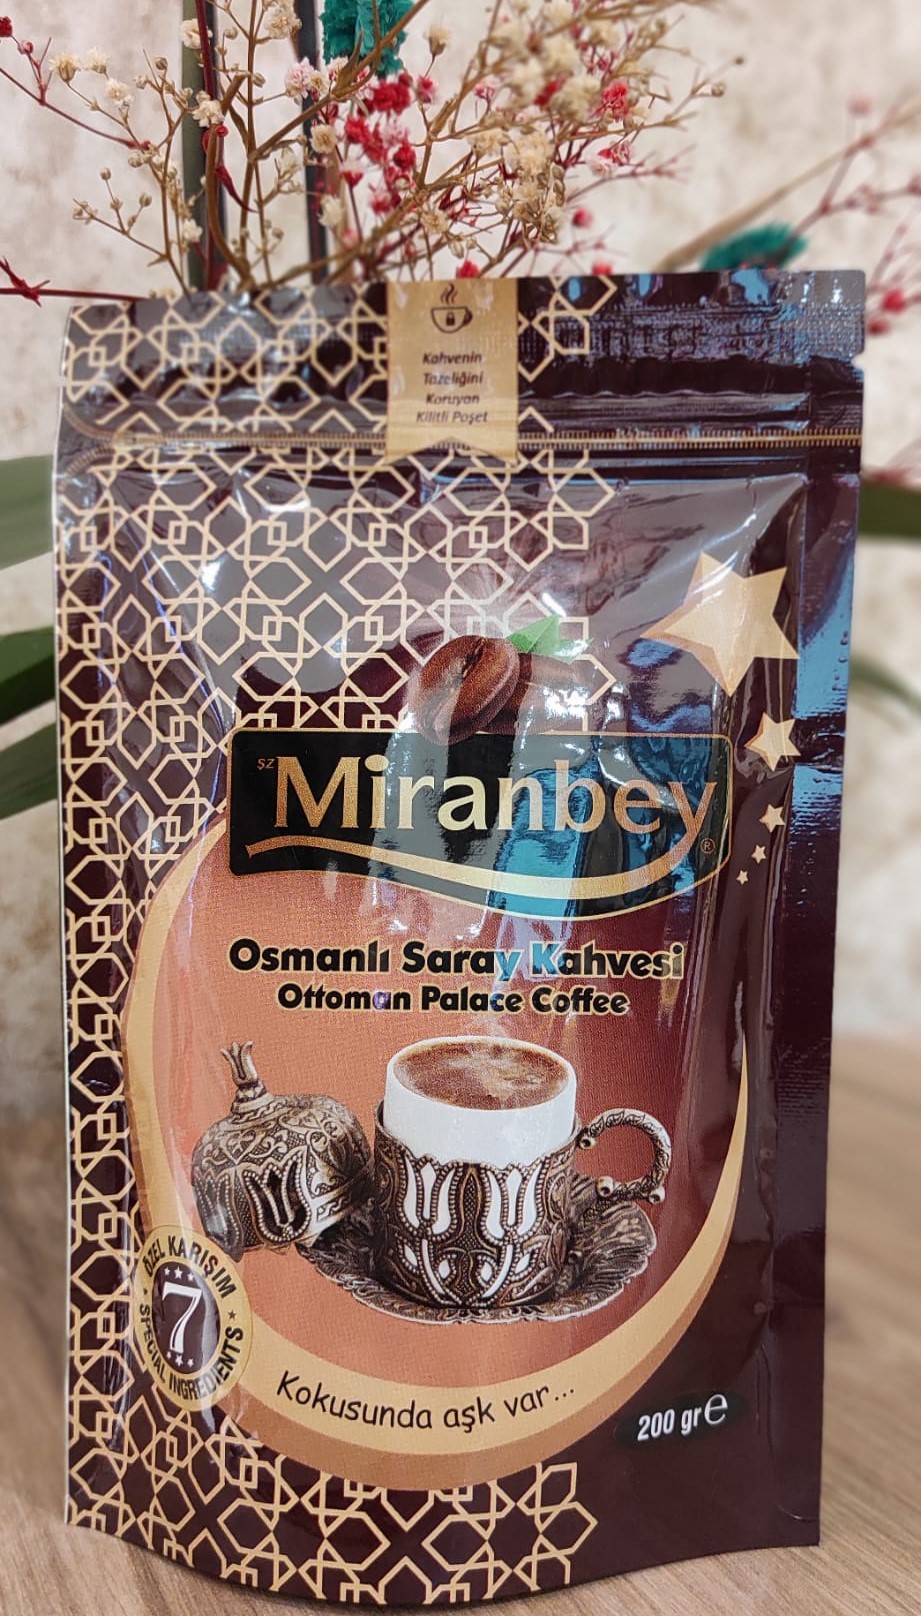 Kahvenin
Tazeliğini
Koruyan
Kilitli Poşet
ŞZ Miranbey ®
Osmanlı Saray Kahvesi
Ottoman Palace Coffee
ÖZEL KARIŞIM
7
SPECIAL INGREDIENTS
Kokusunda aşk var...
200 gr e